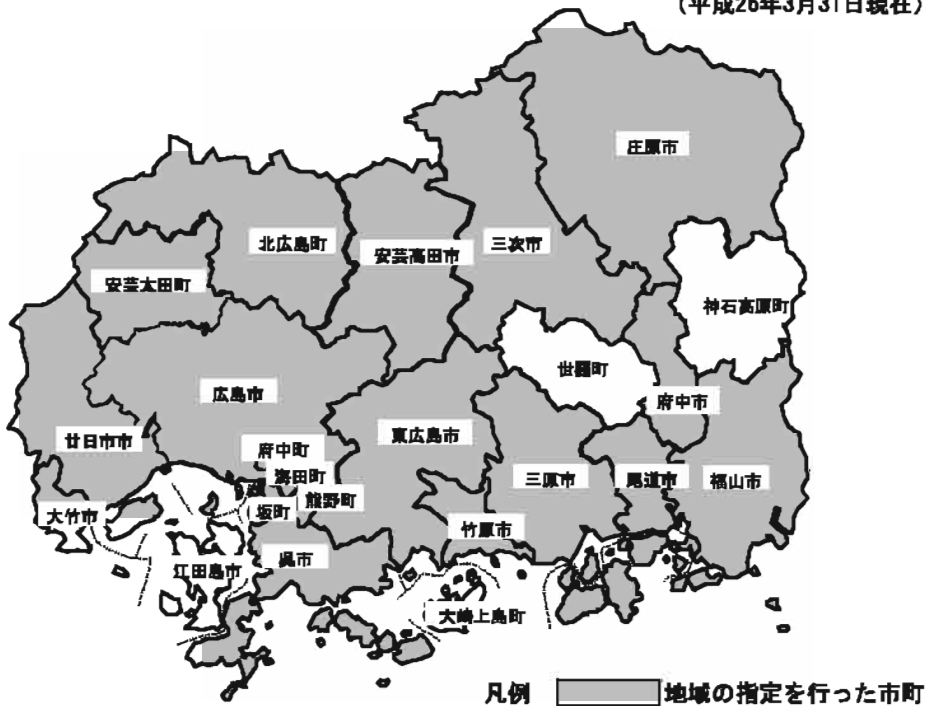 （平成26年3月31日現在）
庄原市
北広島町
安芸高田市
三次市
安芸太田町
神石高原町
世羅町
広島市
府中市
東広島市
廿日市市
府中町
海田町
三原市
尾道市
福山市
熊野町
坂町
大竹市
竹原市
呉市
江田島市
大崎上島町
凡例
地域の指定を行った市町